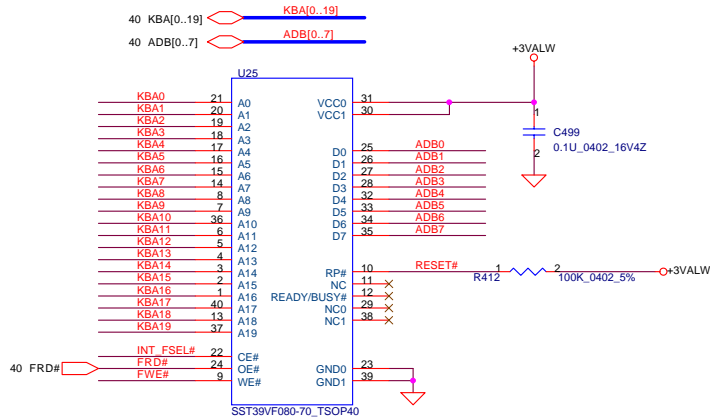 40 KBA[0..19] KBA[0..19]
40 ADB[0..7] ADB[0..7]
+3VALW
U25
KBA0 21 A0 VCC0 31
KBA1 20 A1 VCC1 30
KBA2 19 A2
KBA3 18 A3
KBA4 17 A4 D0 25 ADB0
KBA5 16 A5 D1 26 ADB1
KBA6 15 A6 D2 27 ADB2
KBA7 14 A7 D3 28 ADB3
KBA8 8 A8 D4 32 ADB4
KBA9 7 A9 D5 33 ADB5
KBA10 36 A10 D6 34 ADB6
KBA11 6 A11 D7 35 ADB7
KBA12 5 A12
KBA13 4 A13
KBA14 3 A14 RP# 10 RESET#
KBA15 2 A15 NC 11
KBA16 1 A16 READY/BUSY# 12
KBA17 40 A17 NC0 29
KBA18 13 A18 NC1 38
KBA19 37 A19
1
C499
0.1U_0402_16V4Z
2
R412 1 2 +3VALW
100K_0402_5%
INT_FSEL# 22 CE#
40 FRD# FRD# 24 OE# GND0 23
FWE# 9 WE# GND1 39
SST39VF080-70_TSOP40